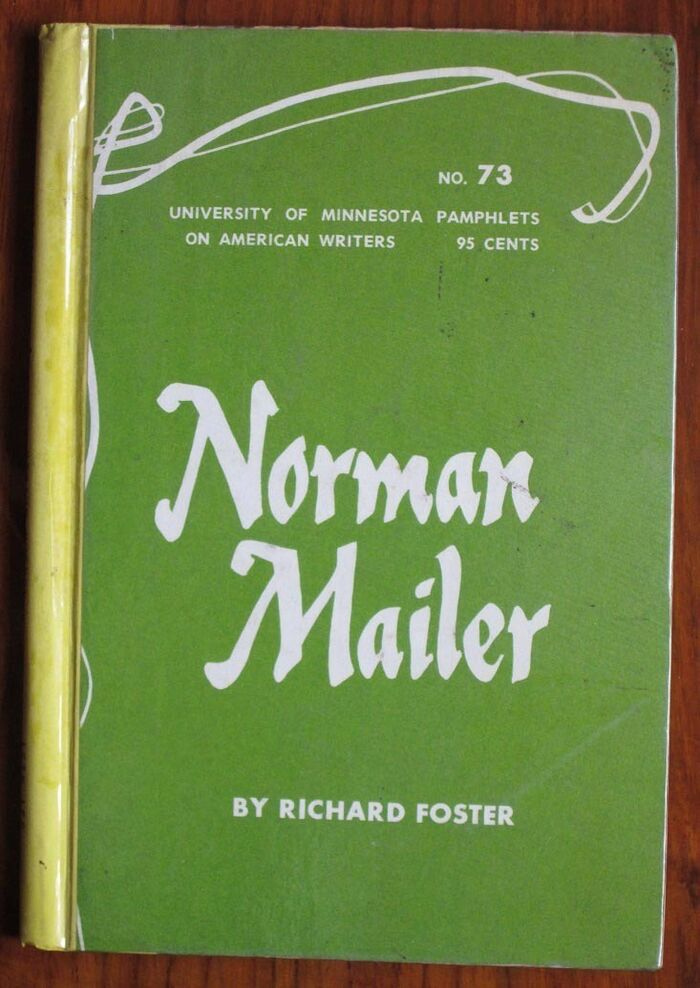 NO. 73
UNIVERSITY OF MINNESOTA PAMPHLETS
ON AMERICAN WRITERS 95 CENTS
Norman
Mailer
BY RICHARD FOSTER